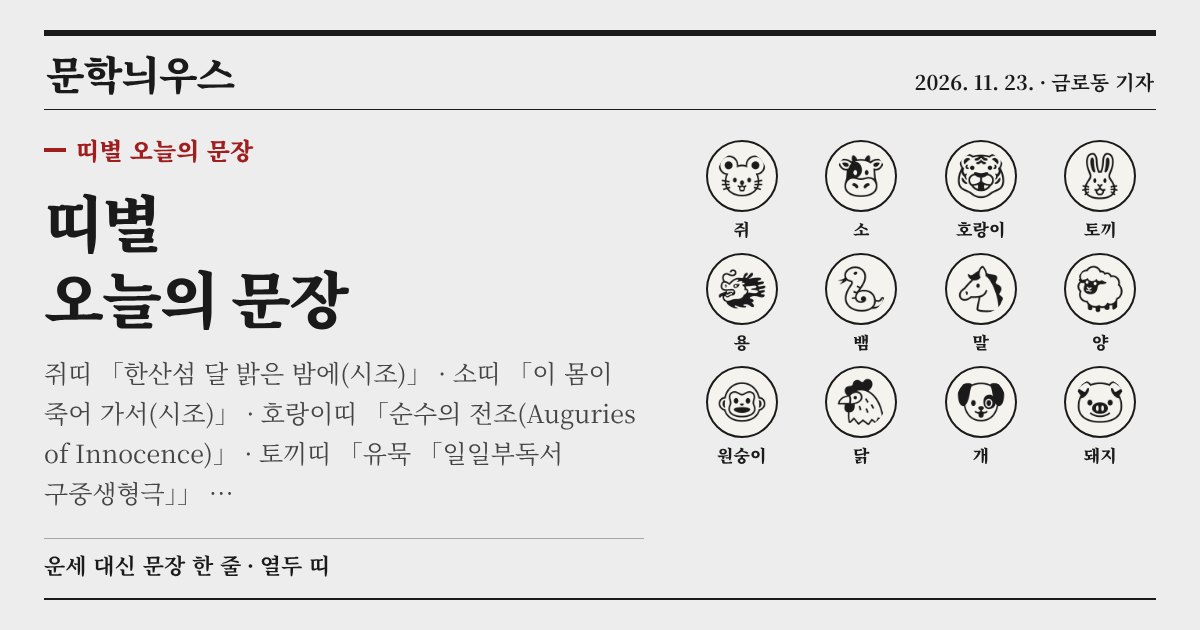 문학늬우스
2026. 11. 23. · 금로동 기자
띠별 오늘의 문장
띠별
오늘의 문장
쥐띠 「한산섬 달 밝은 밤에(시조)」 · 소띠 「이 몸이
죽어 가서(시조)」 · 호랑이띠 「순수의 전조(Auguries
of Innocence)」 · 토끼띠 「유묵 「일일부독서
구중생형극」」 …
운세 대신 문장 한 줄 · 열두 띠
쥐 소 호랑이 토끼
용 뱀 말 양
원숭이 닭 개 돼지